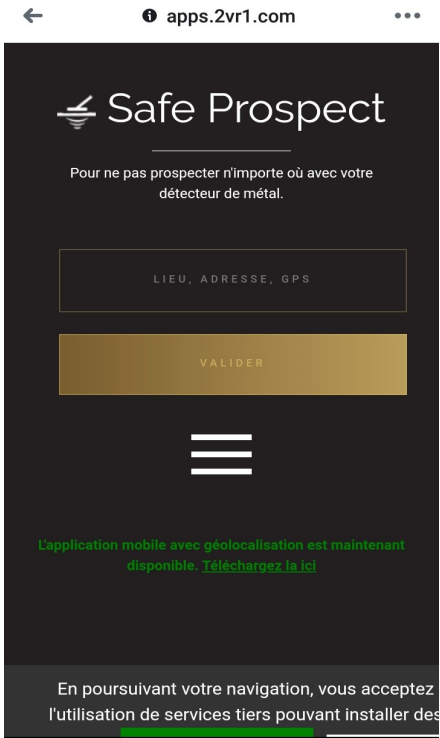 apps.2vr1.com
Safe Prospect
Pour ne pas prospecter n'importe où avec votre
détecteur de métal.
LIEU, ADRESSE, GPS
VALIDER
L'application mobile avec géolocalisation est maintenant
disponible. Téléchargez la ici
En poursuivant votre navigation, vous acceptez
l'utilisation de services tiers pouvant installer des